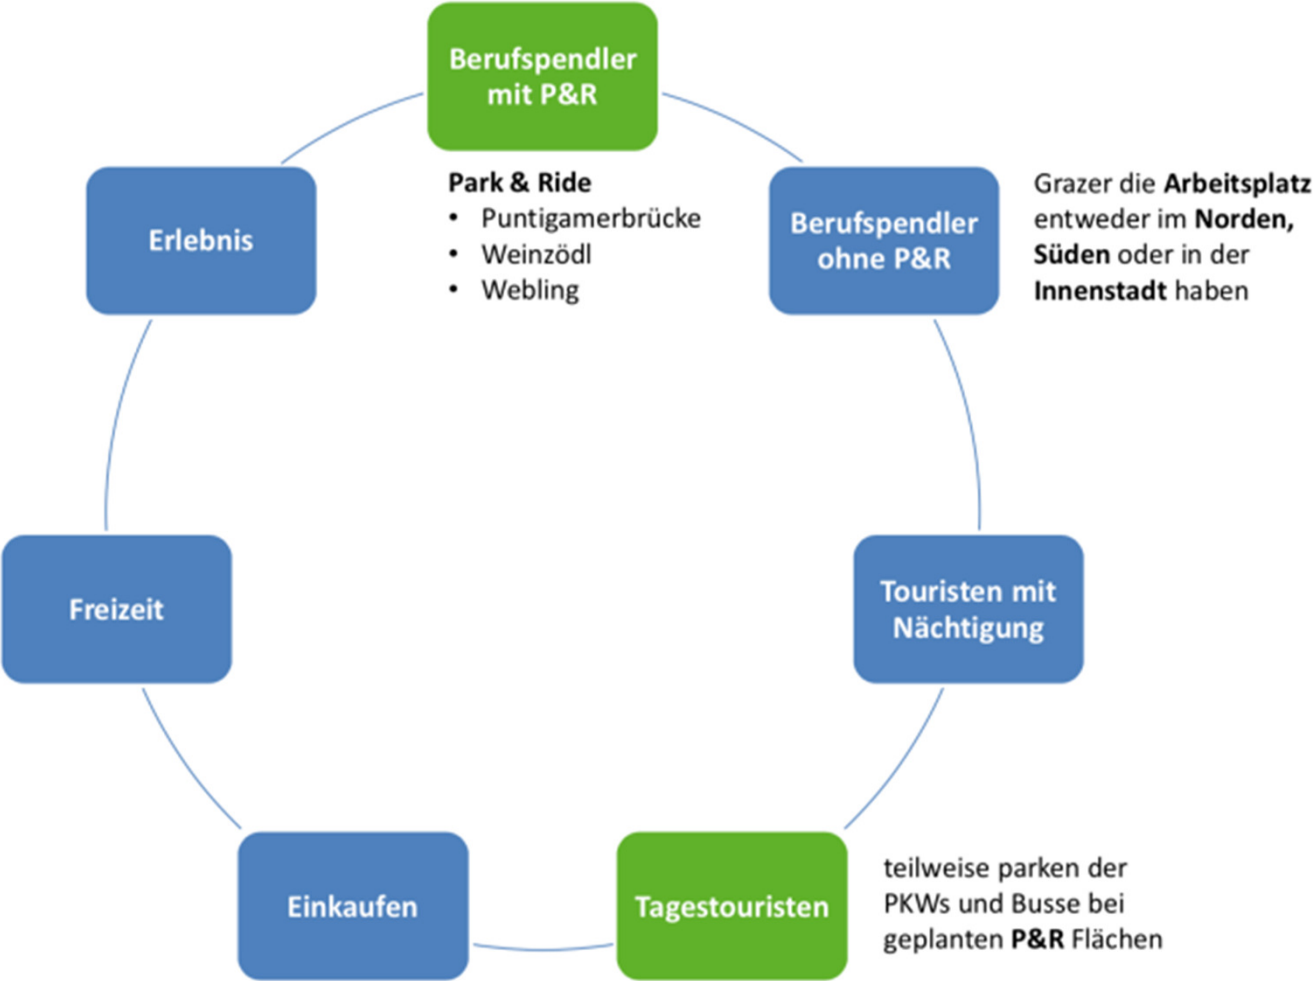 Berufspendler
mit P&R
Park & Ride
• Puntigamerbrücke
• Weinzödl
• Webling
Berufspendler
ohne P&R
Grazer die Arbeitsplatz
entweder im Norden,
Süden oder in der
Innenstadt haben
Touristen mit
Nächtigung
Tagestouristen
teilweise parken der
PKWs und Busse bei
geplanten P&R Flächen
Einkaufen
Freizeit
Erlebnis